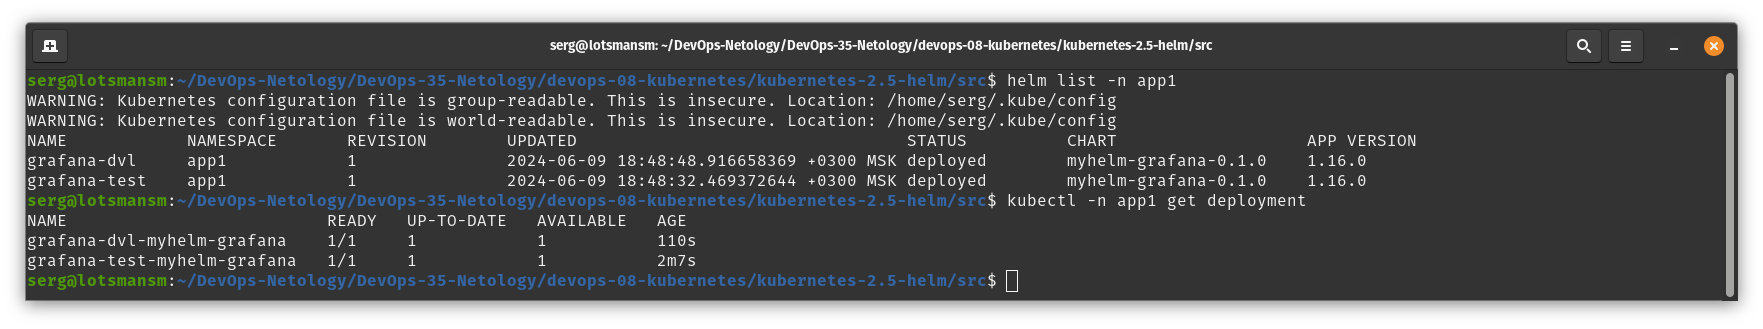 serg@lotsmansm: ~/DevOps-Netology/DevOps-35-Netology/devops-08-kubernetes/kubernetes-2.5-helm/src
serg@lotsmansm:~/DevOps-Netology/DevOps-35-Netology/devops-08-kubernetes/kubernetes-2.5-helm/src$ helm list -n app1
WARNING: Kubernetes configuration file is group-readable. This is insecure. Location: /home/serg/.kube/config
WARNING: Kubernetes configuration file is world-readable. This is insecure. Location: /home/serg/.kube/config
NAME            NAMESPACE       REVISION        UPDATED                                 STATUS          CHART                   APP VERSION
grafana-dvl     app1            1               2024-06-09 18:48:48.916658369 +0300 MSK deployed        myhelm-grafana-0.1.0    1.16.0
grafana-test    app1            1               2024-06-09 18:48:32.469372644 +0300 MSK deployed        myhelm-grafana-0.1.0    1.16.0
serg@lotsmansm:~/DevOps-Netology/DevOps-35-Netology/devops-08-kubernetes/kubernetes-2.5-helm/src$ kubectl -n app1 get deployment
NAME                          READY   UP-TO-DATE   AVAILABLE   AGE
grafana-dvl-myhelm-grafana    1/1     1            1           110s
grafana-test-myhelm-grafana   1/1     1            1           2m7s
serg@lotsmansm:~/DevOps-Netology/DevOps-35-Netology/devops-08-kubernetes/kubernetes-2.5-helm/src$